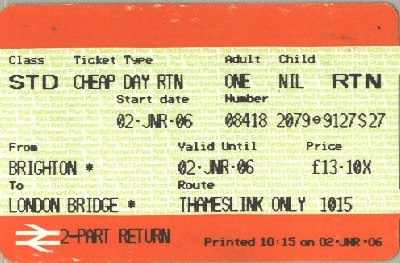 Class Ticket Type Adult Child
STD CHEAP DAY RTN ONE NIL RTN
Start date Number
02·JNR·06 08418 2079 9127S27
From Valid Until Price
BRIGHTON * 02·JNR·06 £13·10X
To Route
LONDON BRIDGE * THAMESLINK ONLY 1015
2-PART RETURN Printed 10:15 on 02·JNR·06